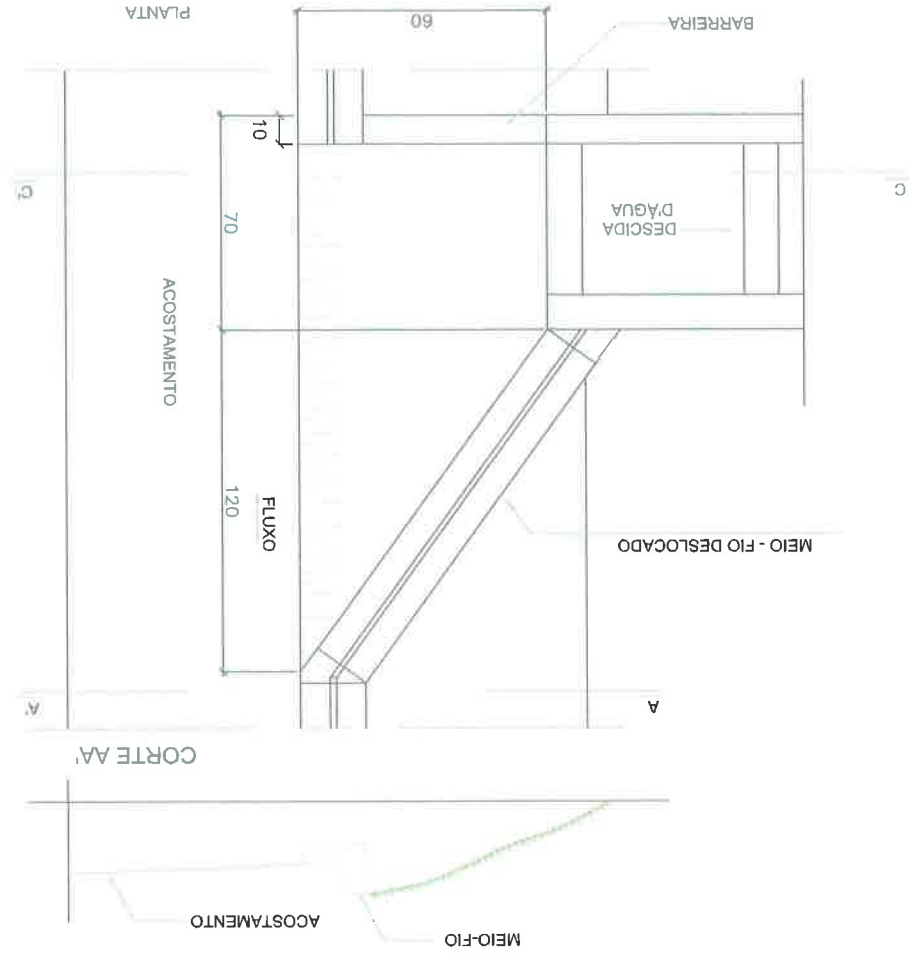 MEIO-FIO
ACOSTAMENTO
CORTE AA'
A
A'
MEIO - FIO DESLOCADO
FLUXO
120
ACOSTAMENTO
DESCIDA
D'ÁGUA
70
C
C'
10
BARREIRA
60
PLANTA